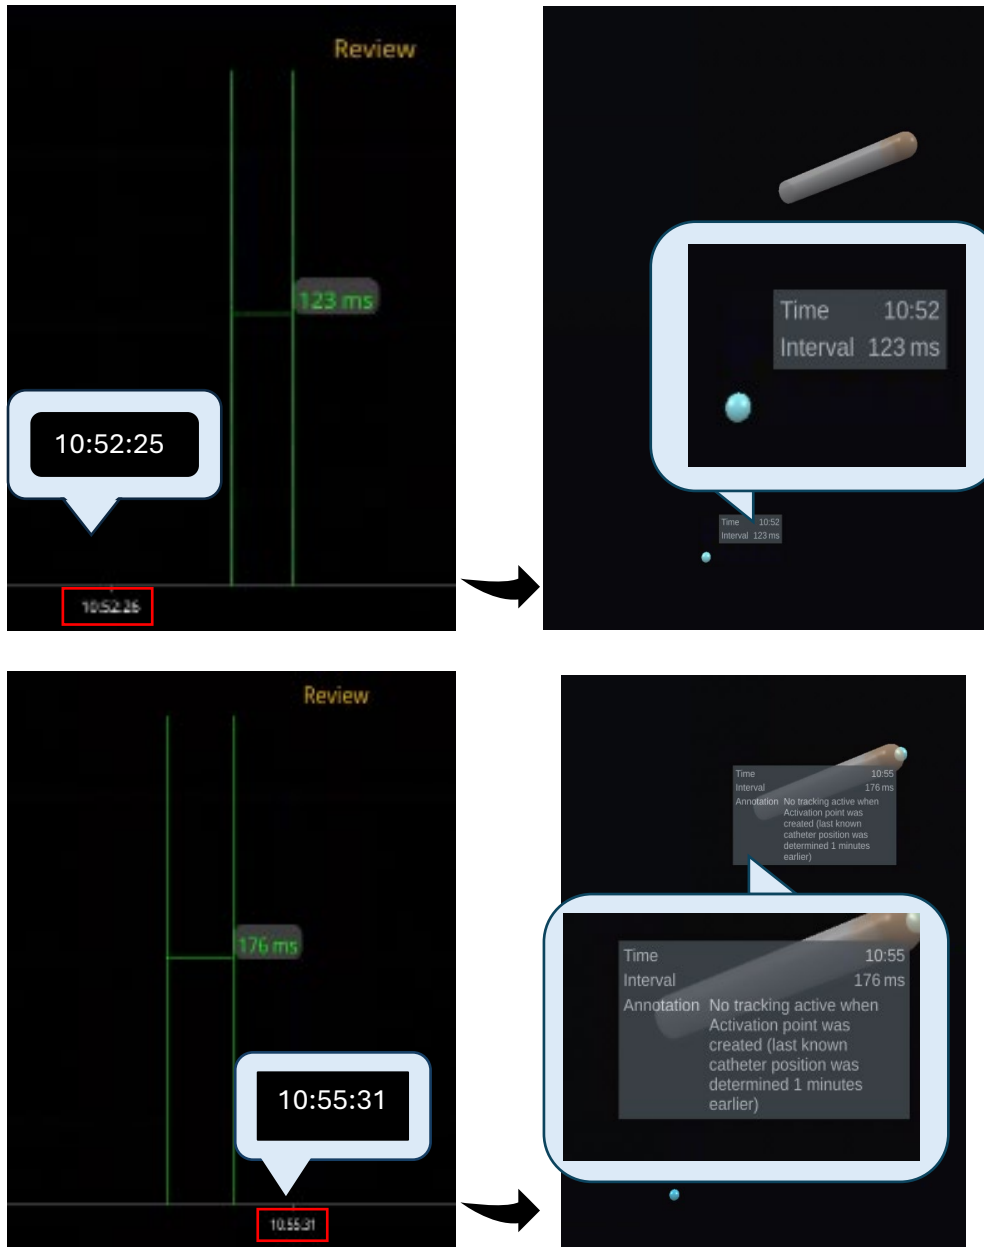 Review
123 ms
10:52:25
10:52:26
Time 10:52
Interval 123 ms
Time 10:52
Interval 123 ms
Review
176 ms
10:55:31
10:55:31
Time 10:55
Interval 176 ms
Annotation No tracking active when
Activation point was
created (last known
catheter position was
determined 1 minutes
earlier)
Time 10:55
Interval 176 ms
Annotation No tracking active when
Activation point was
created (last known
catheter position was
determined 1 minutes
earlier)